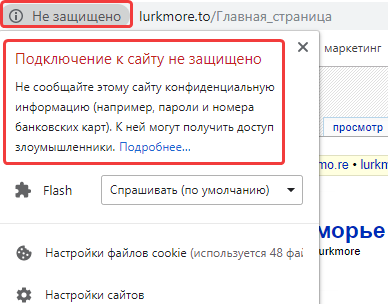 Не защищено lurkmore.to/Главная_страница
Подключение к сайту не защищено
маркетинг
Не сообщайте этому сайту конфиденциальную
информацию (например, пароли и номера
банковских карт). К ней могут получить доступ
злоумышленники. Подробнее...
просмотр
mo.re • lurkm
Flash Спрашивать (по умолчанию)
морье
lurkmore
Настройки файлов cookie (используется 48 фай
Настройки сайтов